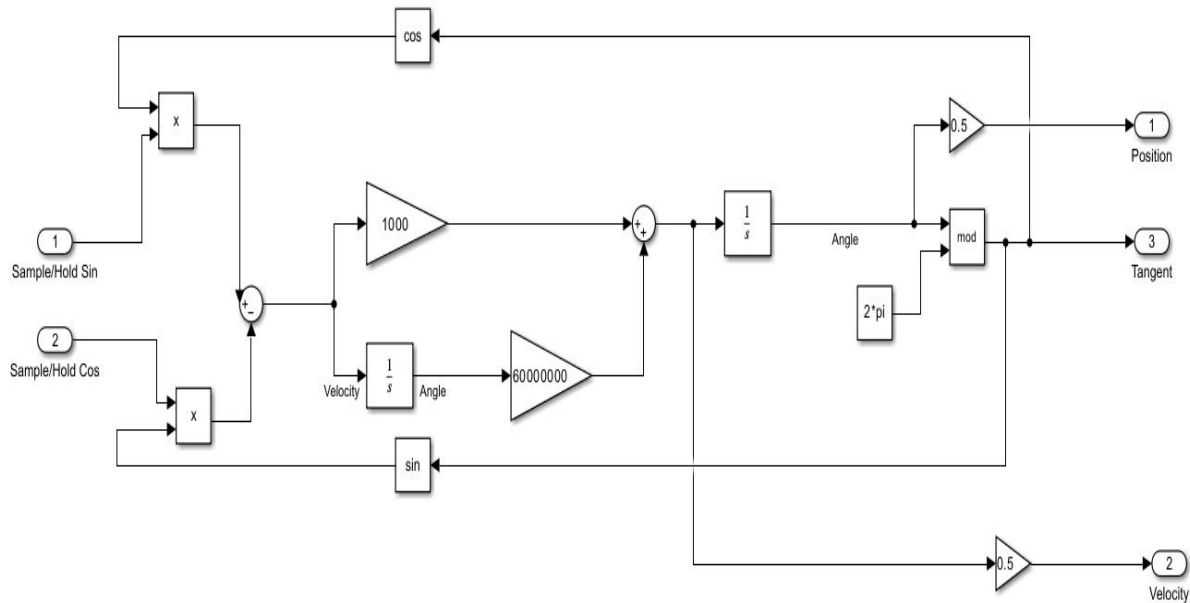 cos
x
0.5
1
Position
1000
+
+
1
s
Angle
mod
1
Sample/Hold Sin
3
Tangent
+
−
2*pi
2
Sample/Hold Cos
Velocity
1
s
Angle
60000000
x
sin
0.5
2
Velocity